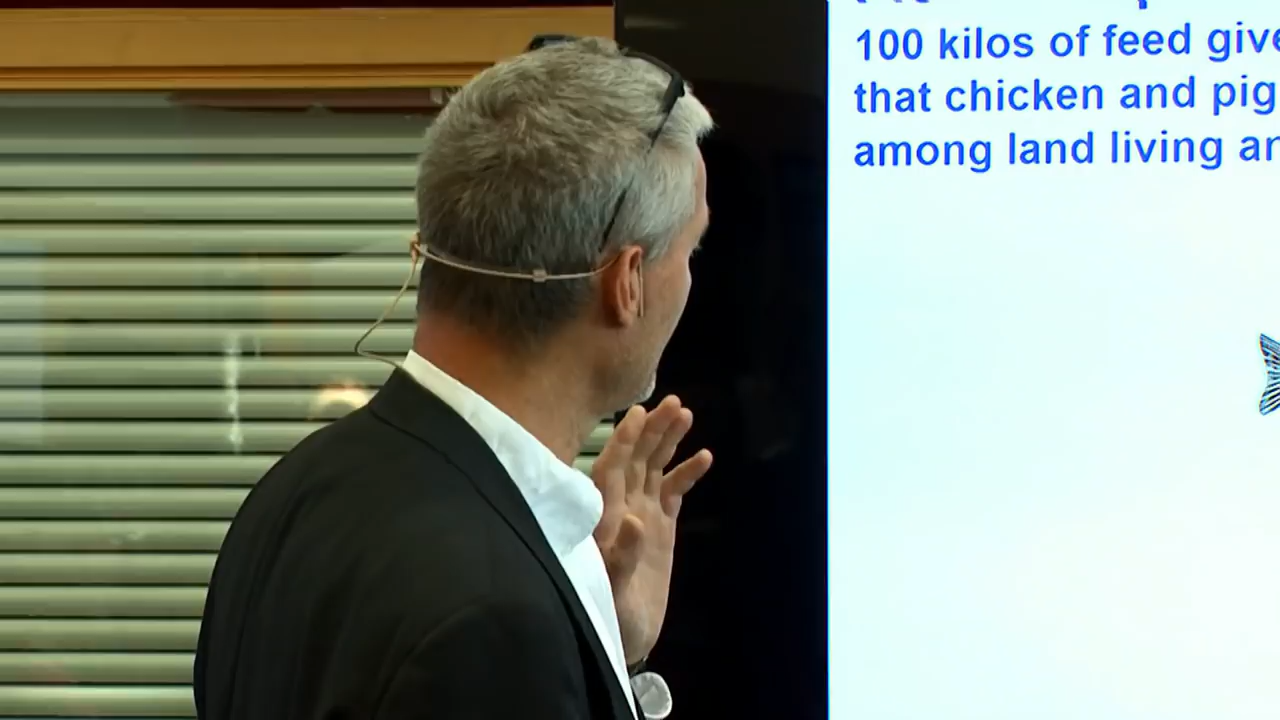 100 kilos of feed give
that chicken and pig
among land living an